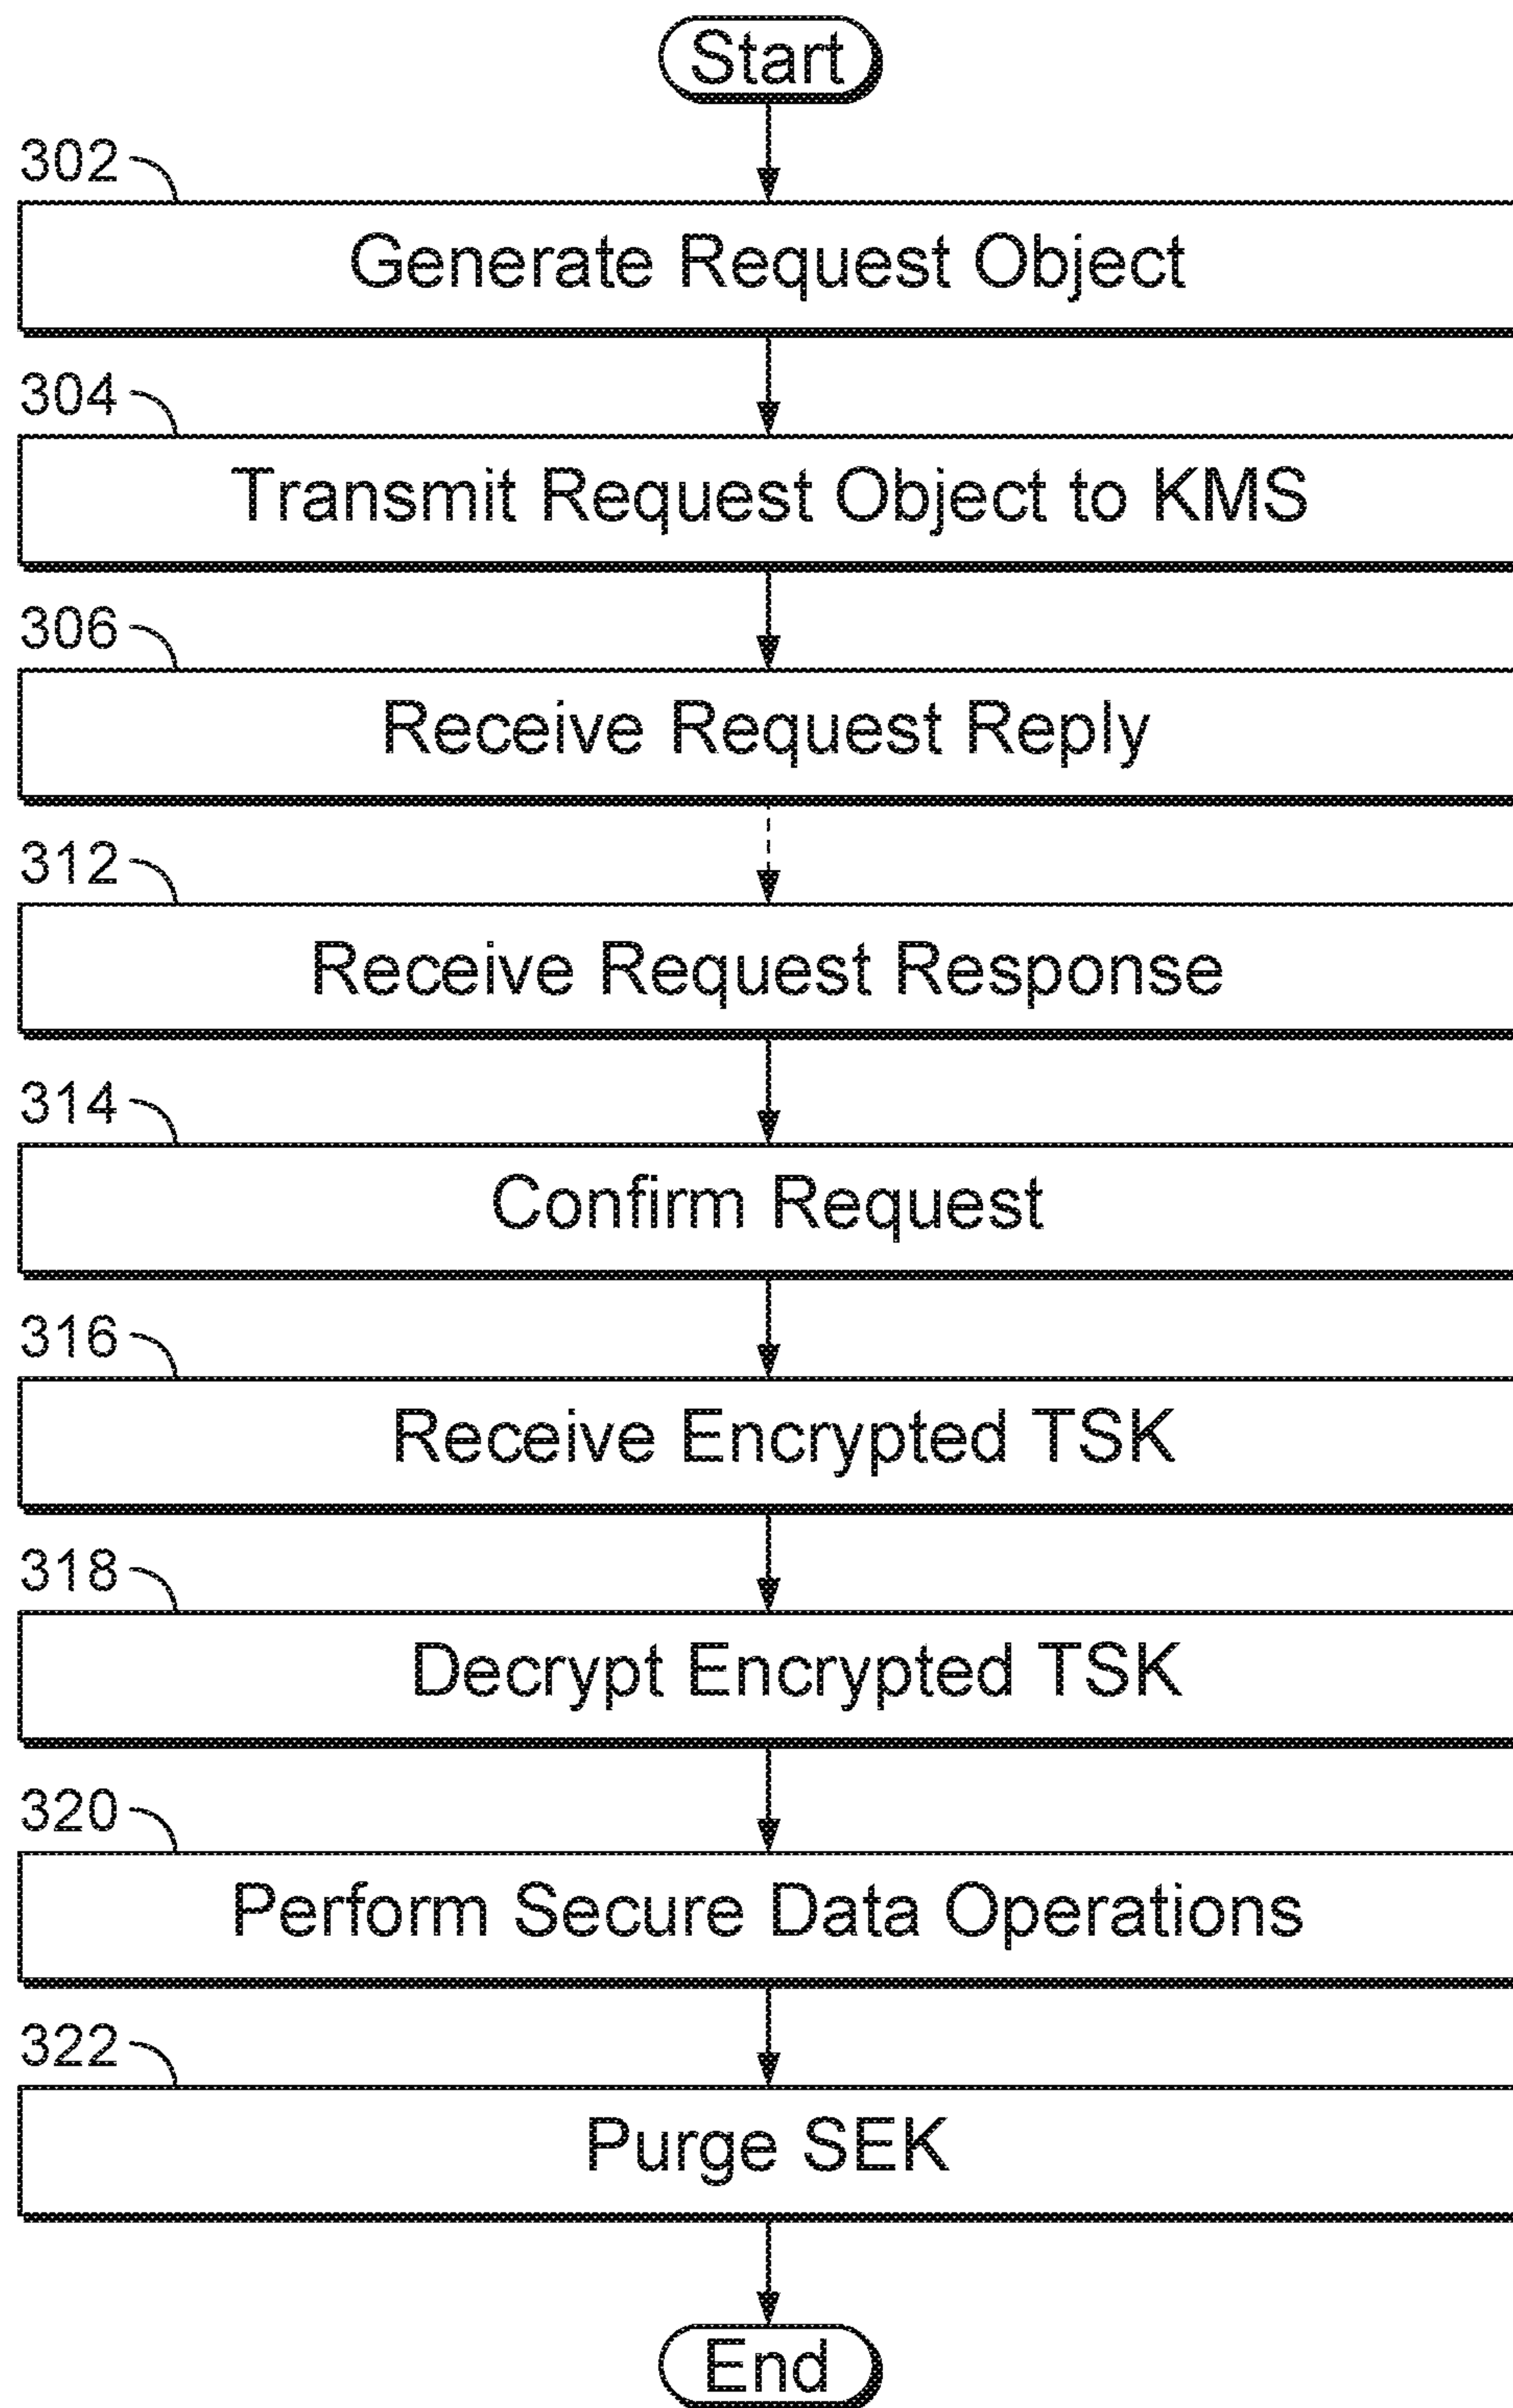 Start
302
Generate Request Object
304
Transmit Request Object to KMS
306
Receive Request Reply
312
Receive Request Response
314
Confirm Request
316
Receive Encrypted TSK
318
Decrypt Encrypted TSK
320
Perform Secure Data Operations
322
Purge SEK
End